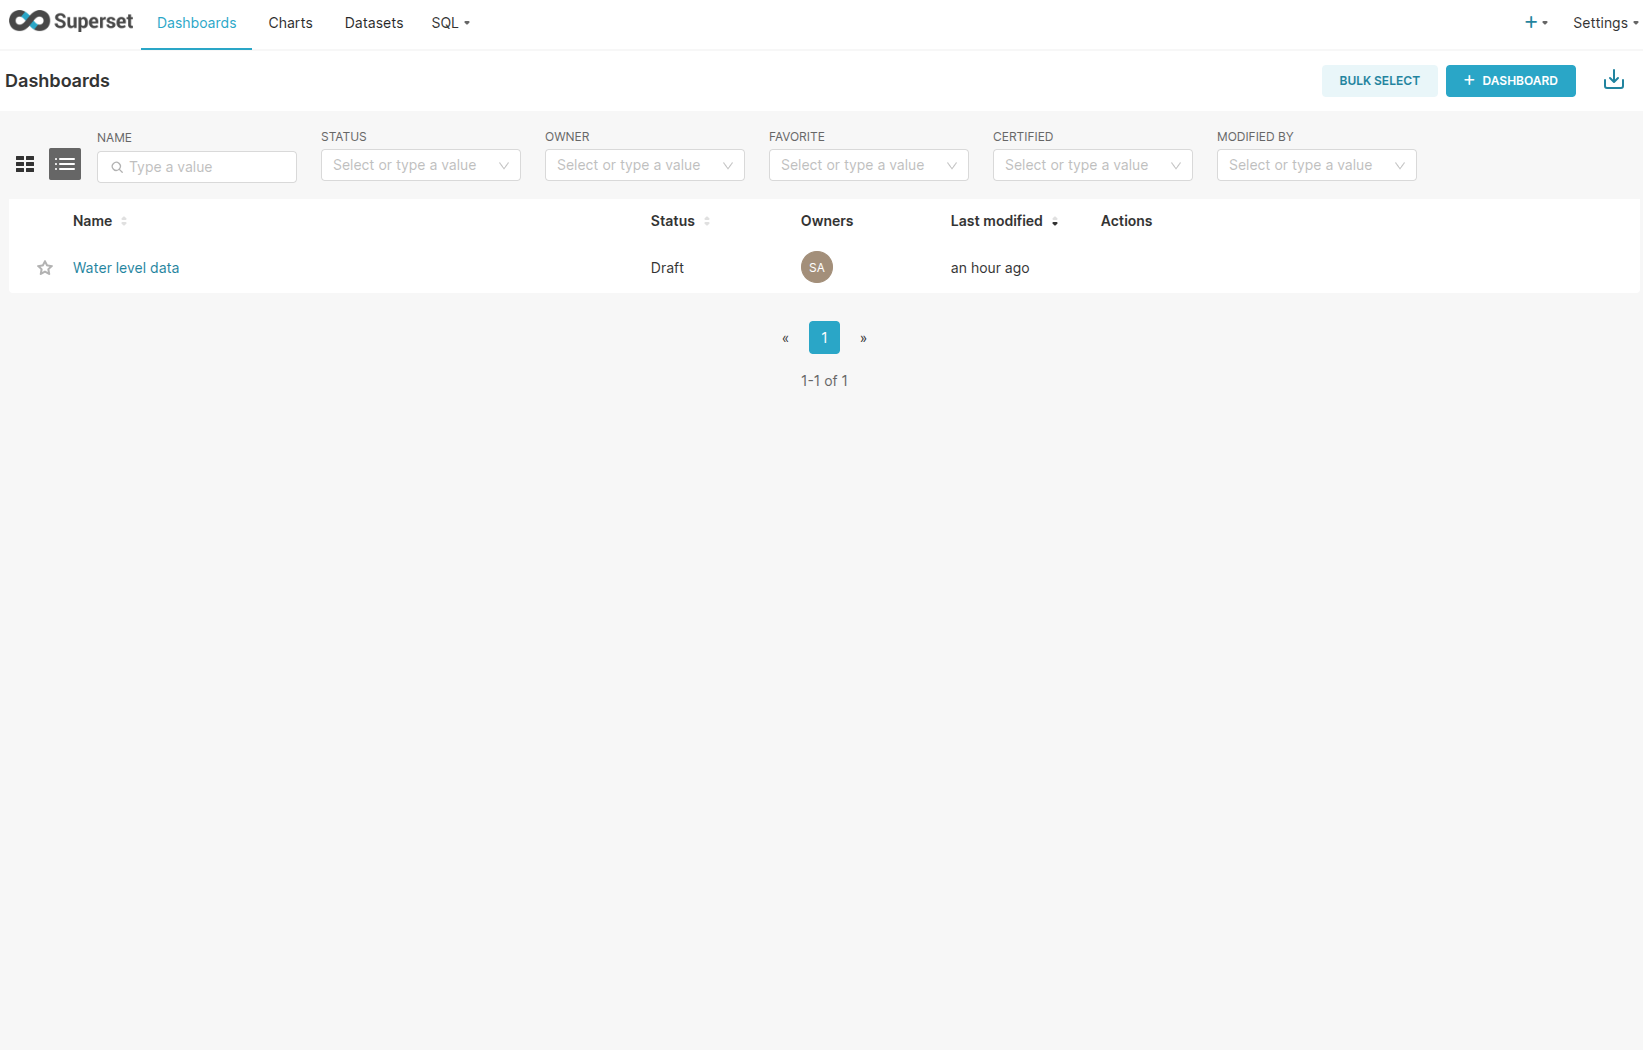 Superset Dashboards Charts Datasets SQL + Settings
Dashboards BULK SELECT + DASHBOARD
NAME STATUS OWNER FAVORITE CERTIFIED MODIFIED BY
Type a value Select or type a value Select or type a value Select or type a value Select or type a value Select or type a value
Name Status Owners Last modified Actions
Water level data Draft SA an hour ago
« 1 »
1-1 of 1